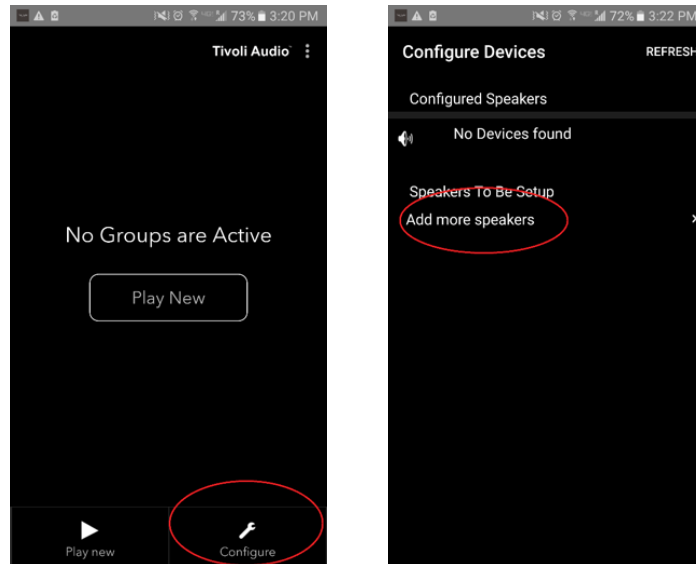 73% 3:20 PM
Tivoli Audio
No Groups are Active
Play New
Play new
Configure
72% 3:22 PM
Configure Devices
REFRESH
Configured Speakers
No Devices found
Speakers To Be Setup
Add more speakers